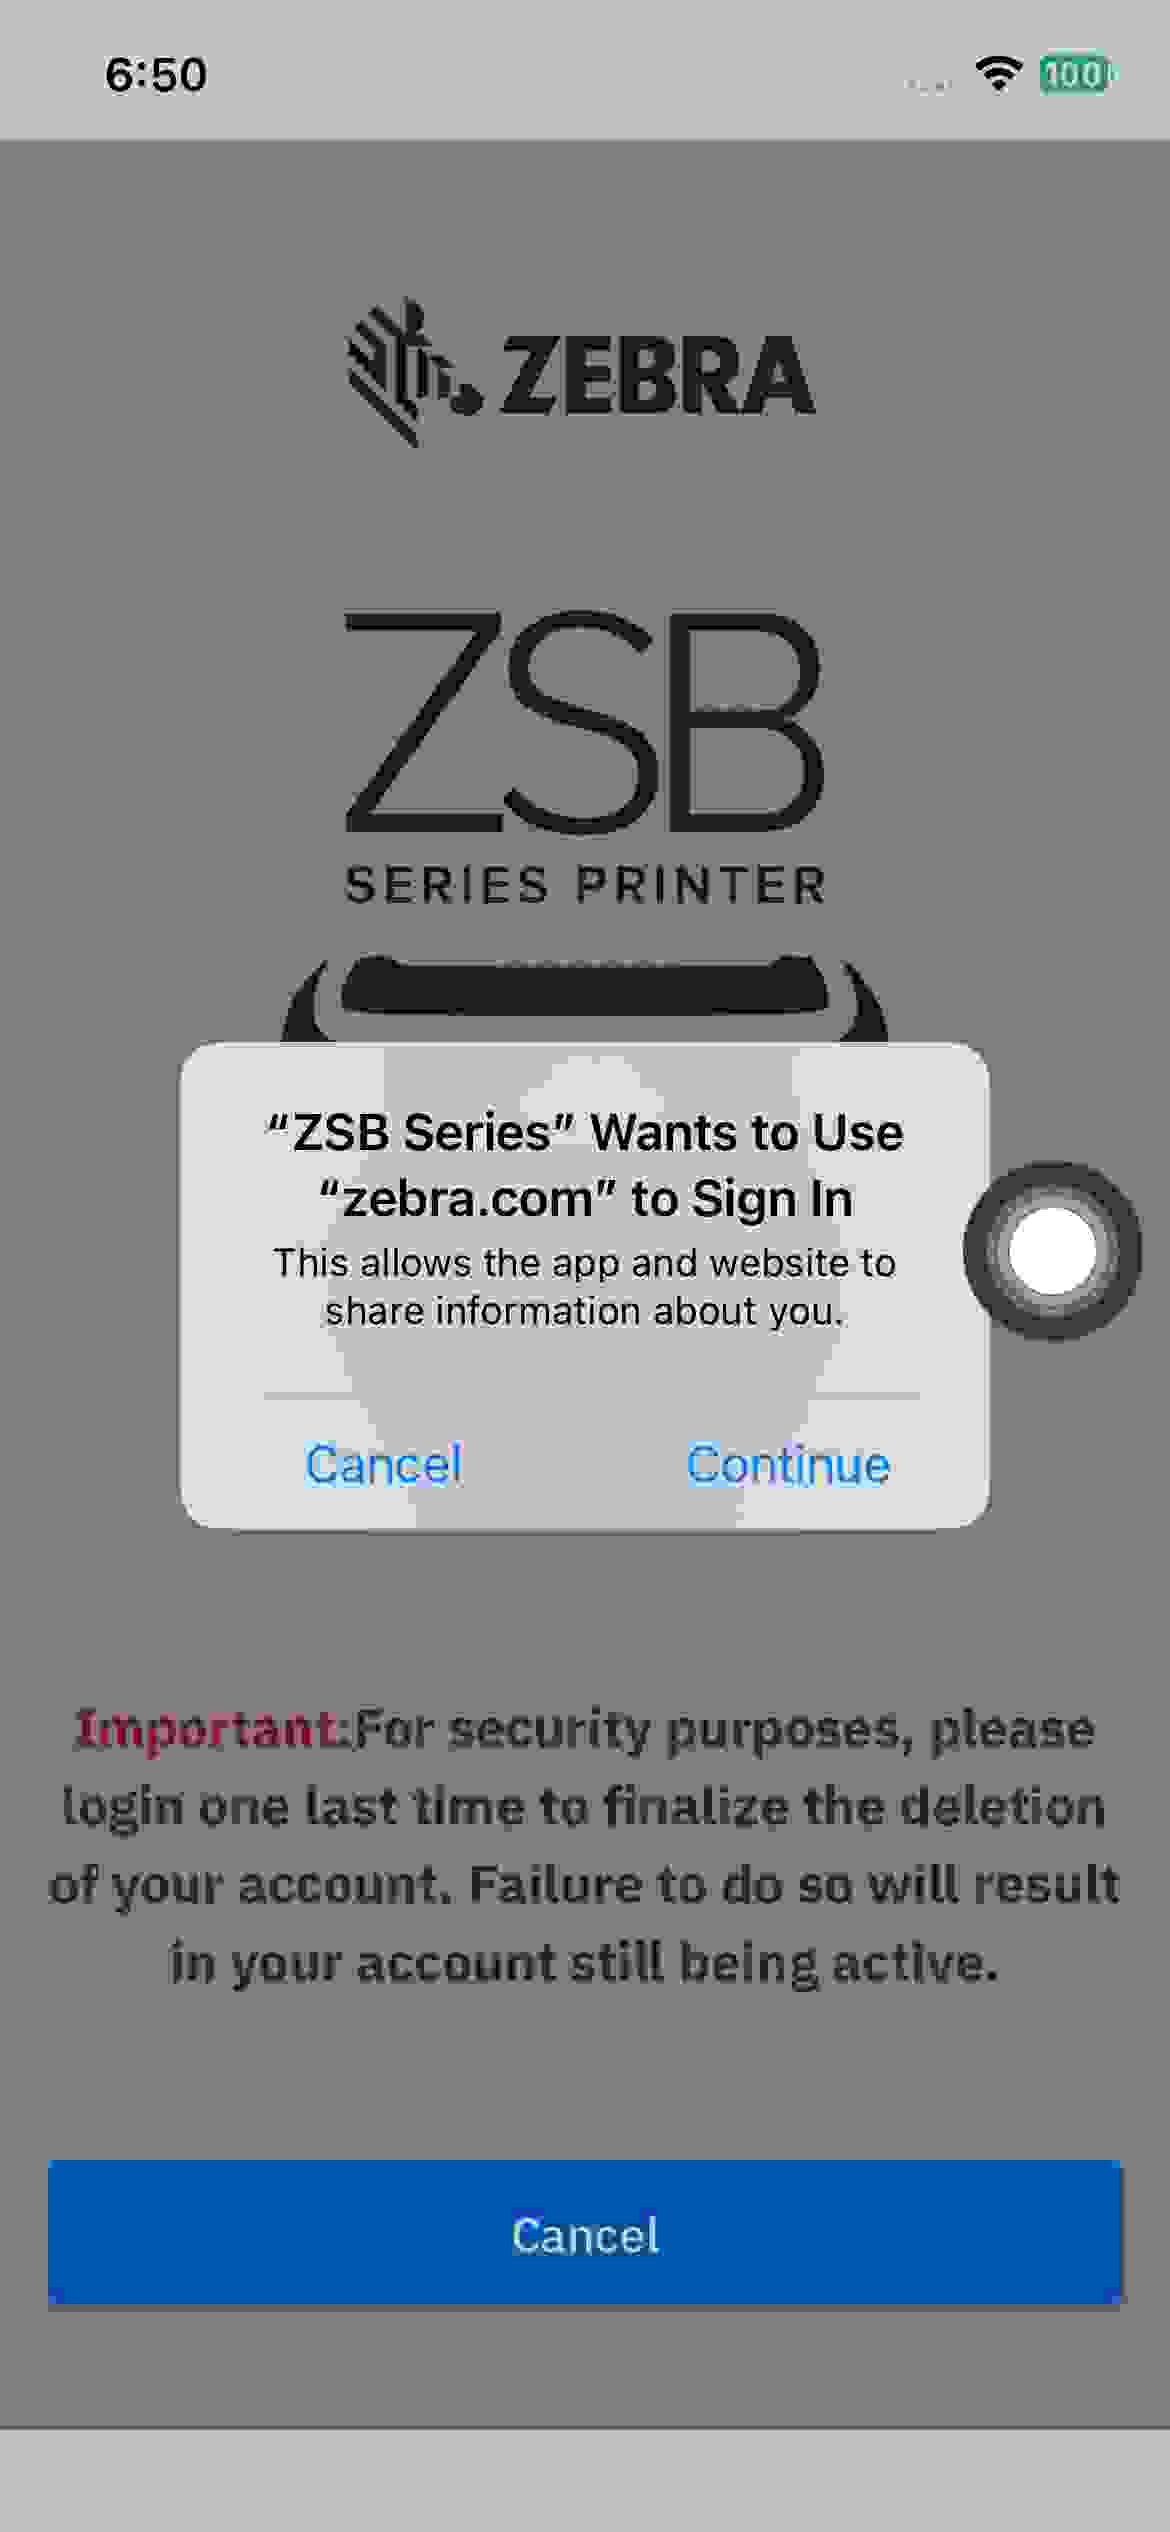 6:50
100
ZEBRA
ZSB
SERIES PRINTER
“ZSB Series” Wants to Use
“zebra.com” to Sign In
This allows the app and website to
share information about you.
Cancel
Continue
Important:For security purposes, please
login one last time to finalize the deletion
of your account. Failure to do so will result
in your account still being active.
Cancel